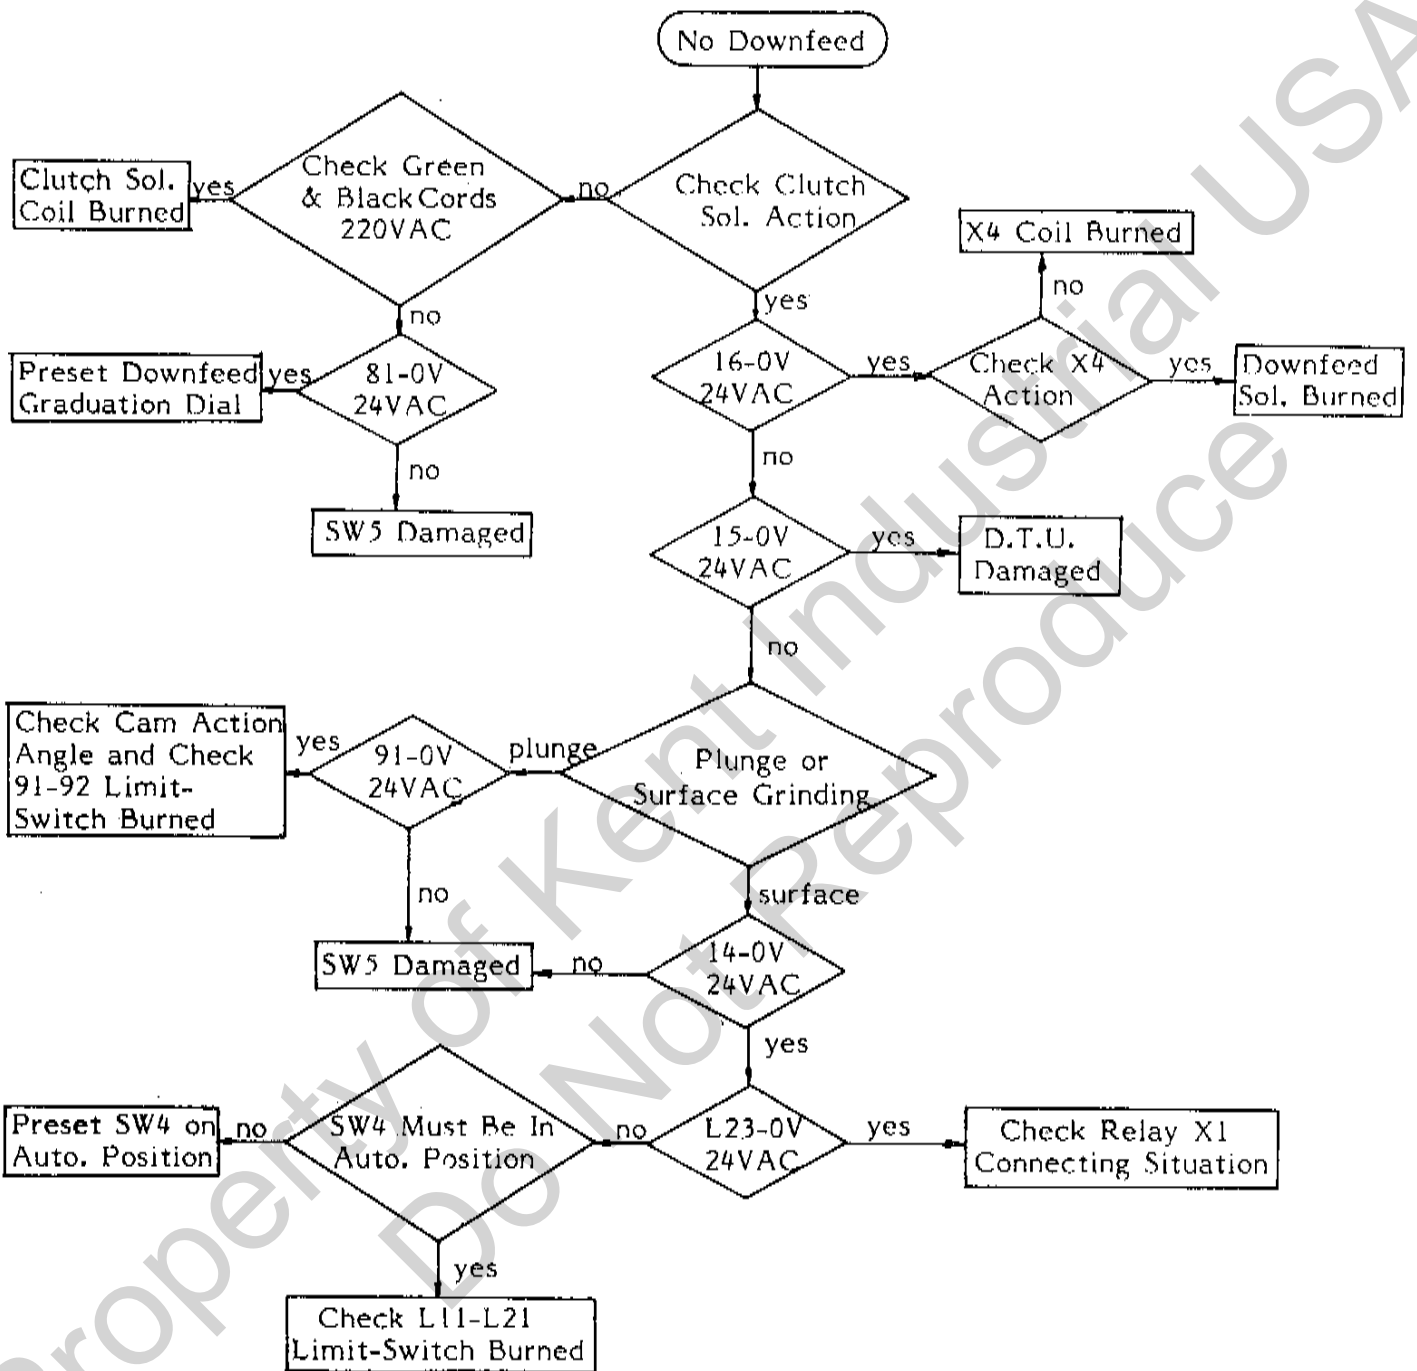 No Downfeed
Check Green
& Black Cords
220VAC
Clutch Sol.
Coil Burned
yes
no
Check Clutch
Sol. Action
X4 Coil Burned
no
yes
no
Preset Downfeed
Graduation Dial
yes
81-0V
24VAC
16-0V
24VAC
yes
Check X4
Action
yes
Downfeed
Sol. Burned
no
no
SW5 Damaged
15-0V
24VAC
yes
D.T.U.
Damaged
no
Check Cam Action
Angle and Check
91-92 Limit-
Switch Burned
yes
91-0V
24VAC
plunge
Plunge or
Surface Grinding
no
surface
SW5 Damaged
no
14-0V
24VAC
yes
Preset SW4 on
Auto. Position
no
SW4 Must Be In
Auto. Position
no
L23-0V
24VAC
yes
Check Relay X1
Connecting Situation
yes
Check L11-L21
Limit-Switch Burned
Property of Kent Industrial USA
Do Not Reproduce